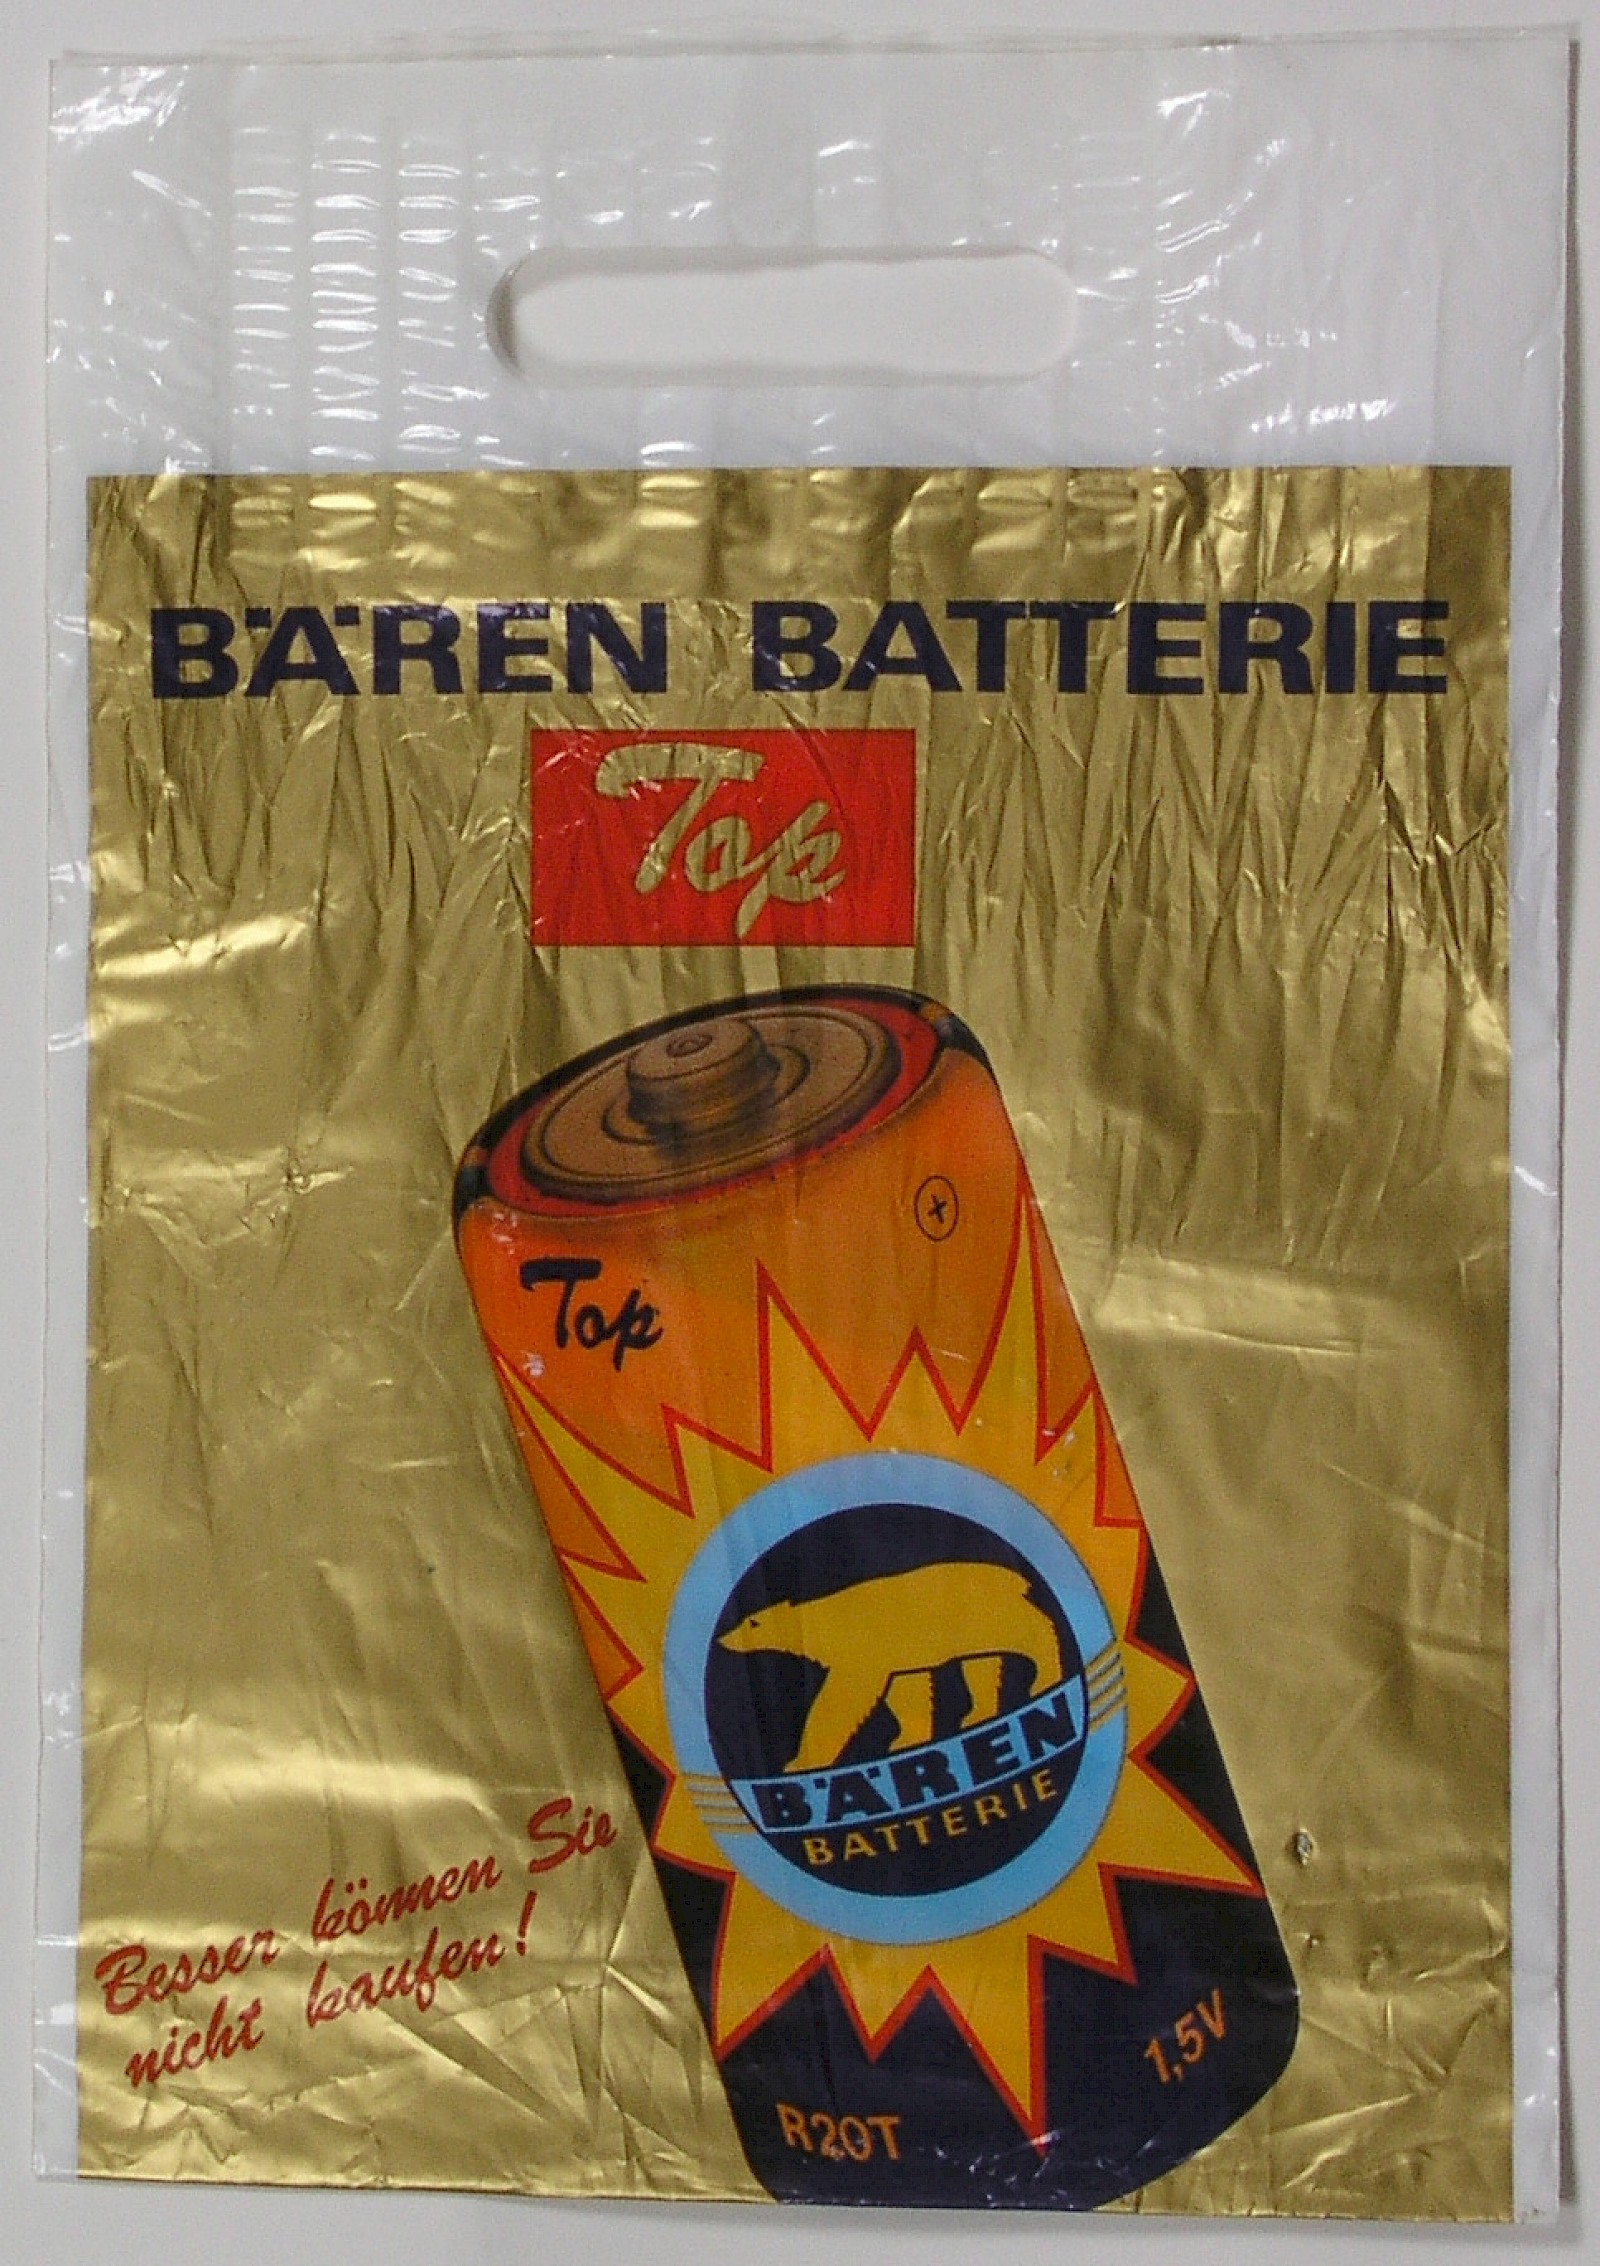 BÄREN BATTERIE
Top
+
Top
BÄREN
BATTERIE
Besser können Sie
nicht kaufen!
1,5V
R20T